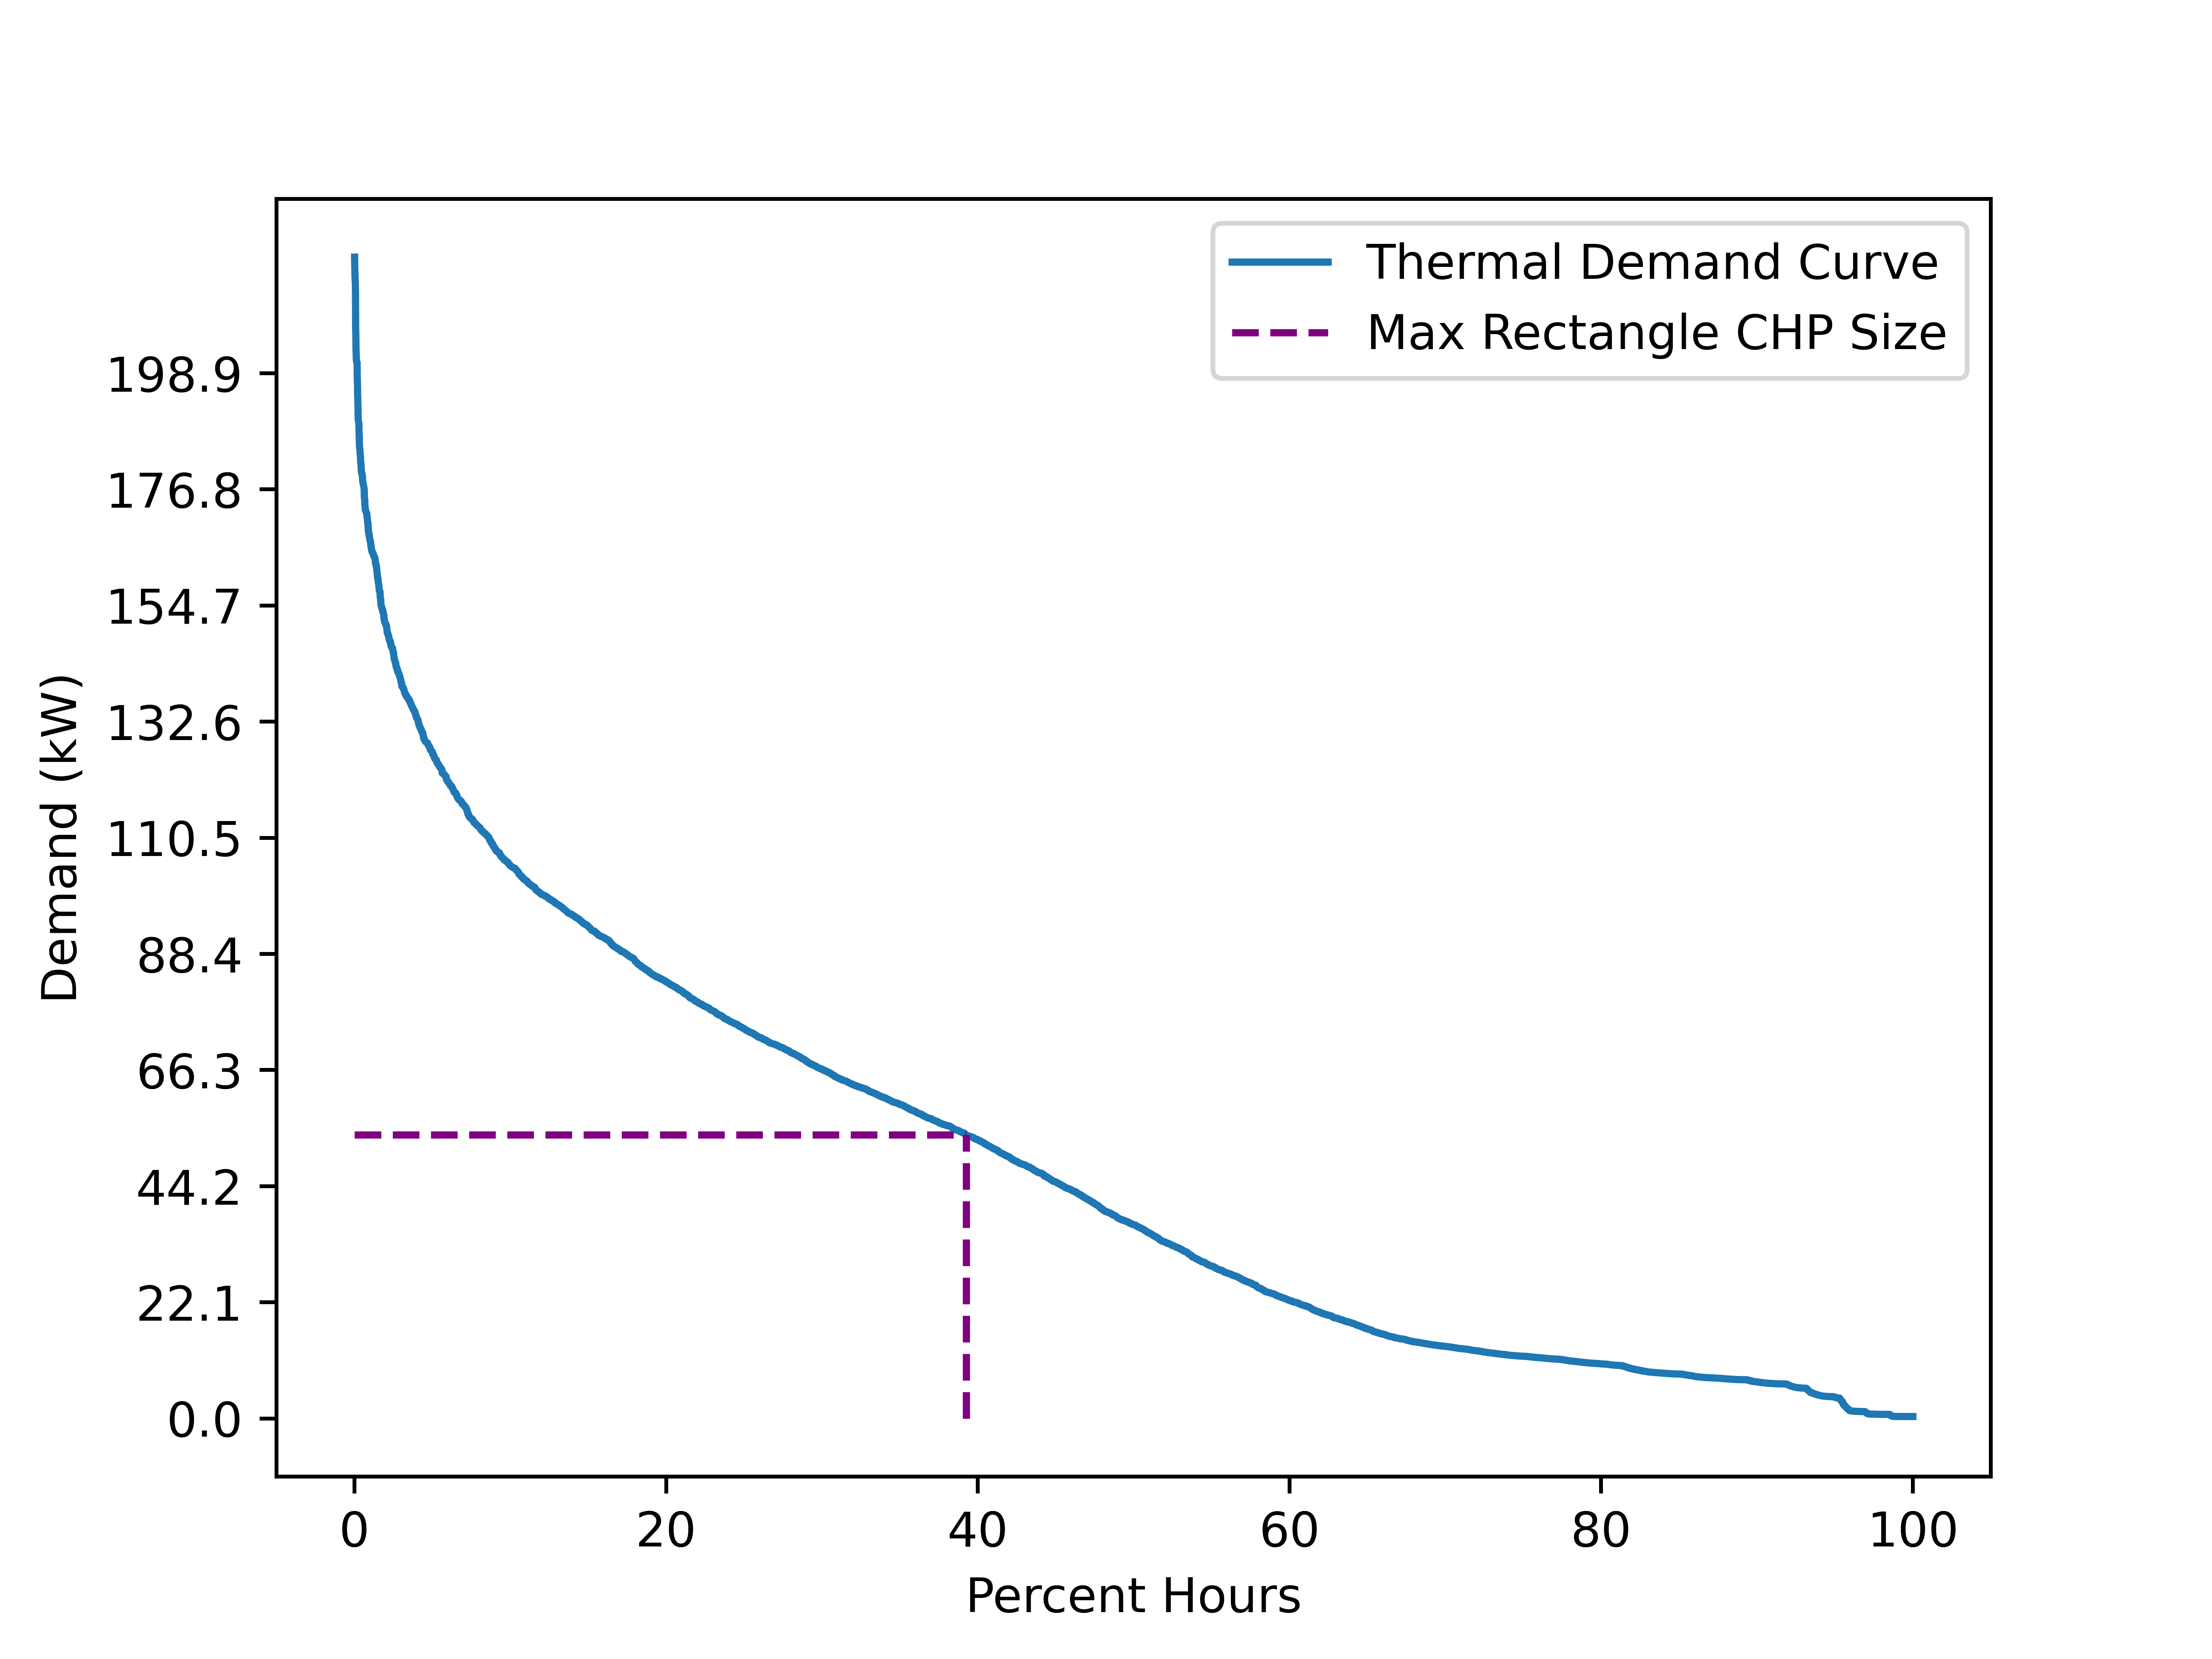 Thermal Demand Curve
Max Rectangle CHP Size
198.9
176.8
154.7
132.6
110.5
88.4
66.3
44.2
22.1
0.0
Demand (kW)
0 20 40 60 80 100
Percent Hours